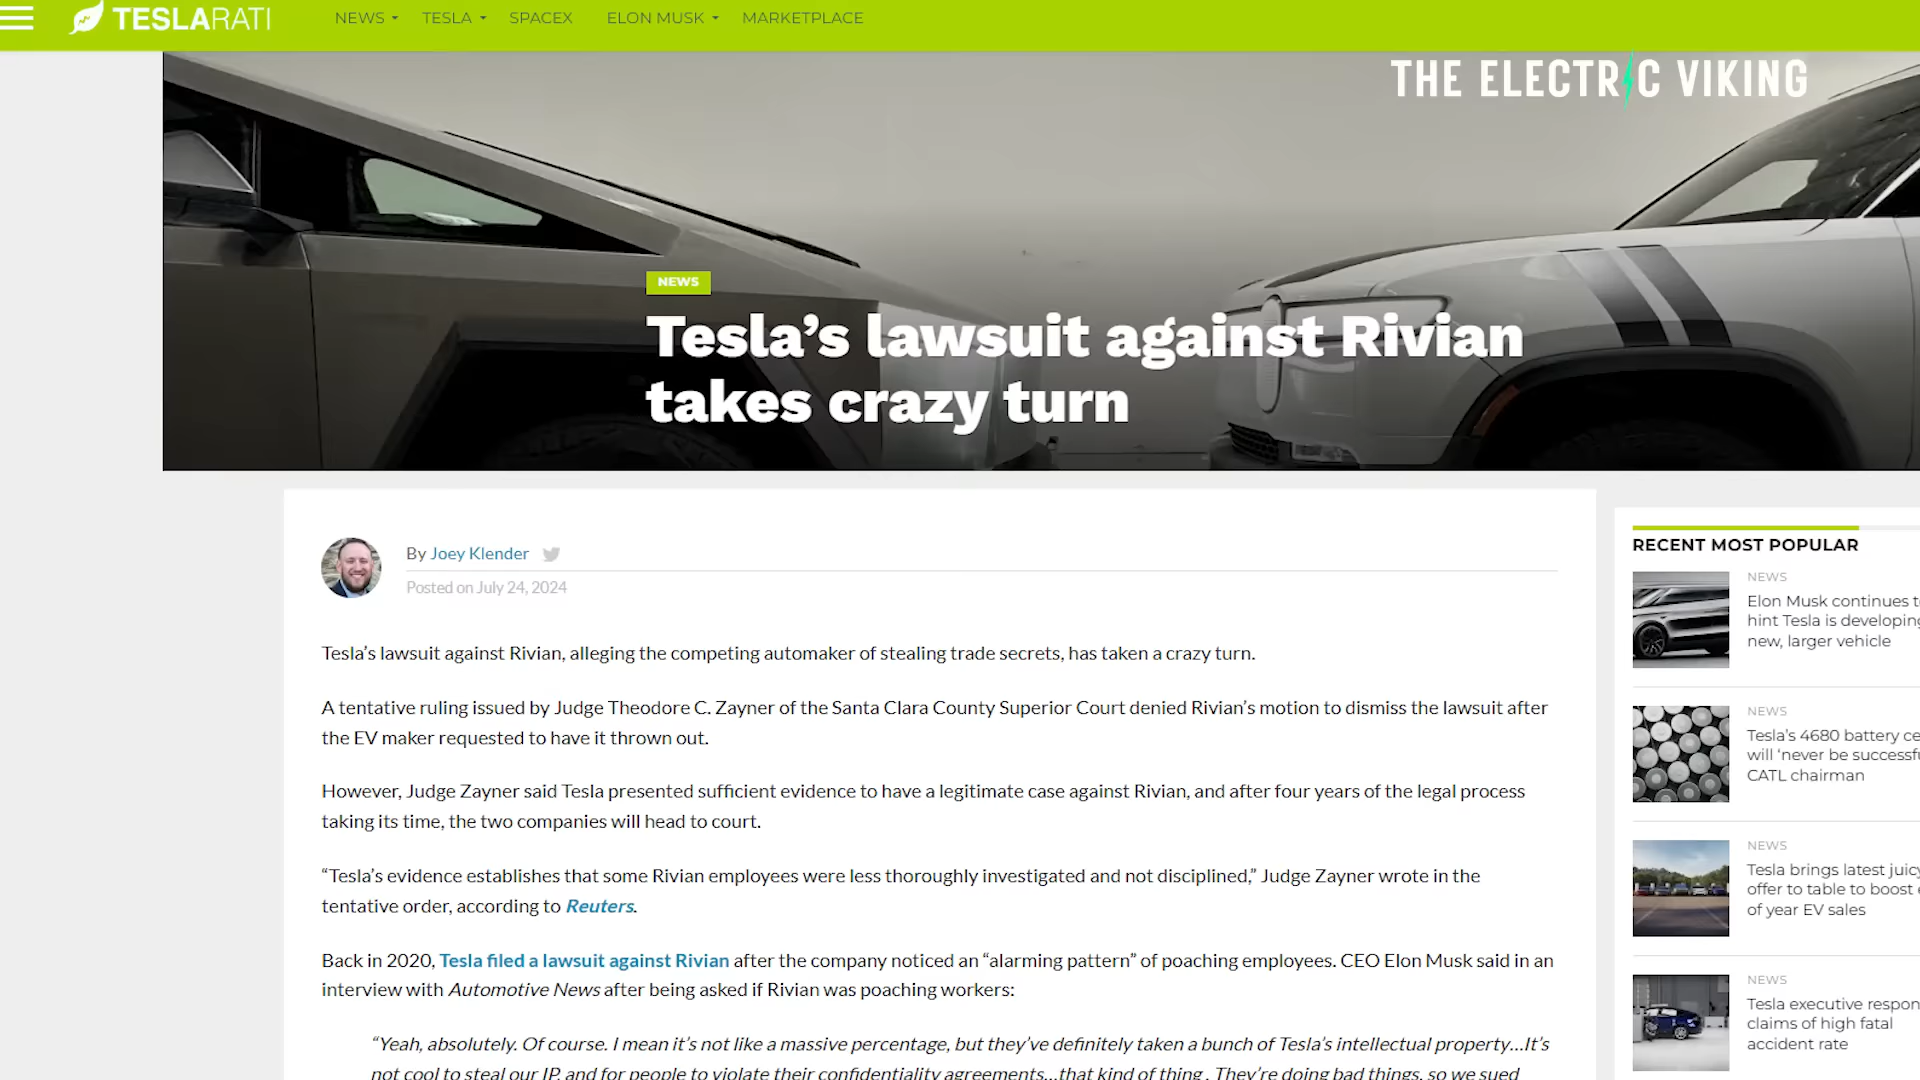 TESLARATI
NEWS
TESLA
SPACEX
ELON MUSK
MARKETPLACE
THE ELECTRIC VIKING
NEWS
Tesla’s lawsuit against Rivian
takes crazy turn
By Joey Klender
Posted on July 24, 2024
Tesla’s lawsuit against Rivian, alleging the competing automaker of stealing trade secrets, has taken a crazy turn.
A tentative ruling issued by Judge Theodore C. Zayner of the Santa Clara County Superior Court denied Rivian’s motion to dismiss the lawsuit after
the EV maker requested to have it thrown out.
However, Judge Zayner said Tesla presented sufficient evidence to have a legitimate case against Rivian, and after four years of the legal process
taking its time, the two companies will head to court.
“Tesla’s evidence establishes that some Rivian employees were less thoroughly investigated and not disciplined,” Judge Zayner wrote in the
tentative order, according to Reuters.
Back in 2020, Tesla filed a lawsuit against Rivian after the company noticed an “alarming pattern” of poaching employees. CEO Elon Musk said in an
interview with Automotive News after being asked if Rivian was poaching workers:
“Yeah, absolutely. Of course. I mean it’s not like a massive percentage, but they’ve definitely taken a bunch of Tesla’s intellectual property…It’s
not cool to steal our IP, and for people to violate their confidentiality agreements…that kind of thing . They’re doing bad things, so we sued
RECENT MOST POPULAR
NEWS
Elon Musk continues
hint Tesla is developing
new, larger vehicle
NEWS
Tesla’s 4680 battery
will ‘never be
CATL chairman
NEWS
Tesla brings latest
offer to table to boost
of year EV sales
NEWS
Tesla executive
claims of high fatal
accident rate